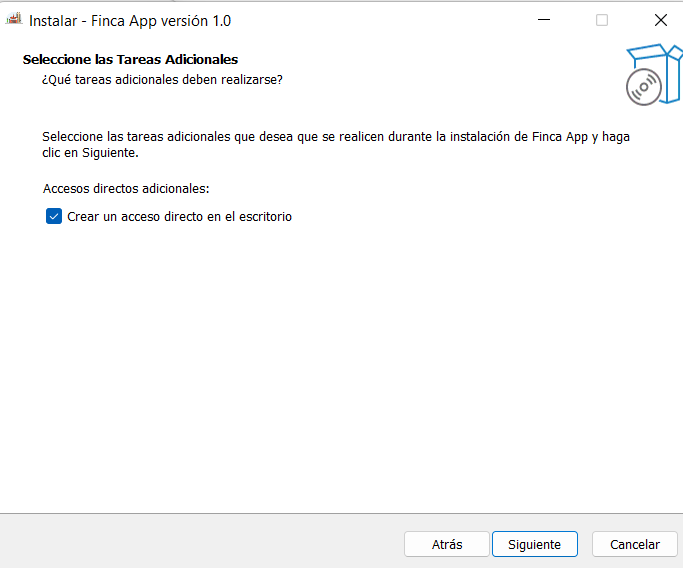 Instalar - Finca App versión 1.0
Seleccione las Tareas Adicionales
¿Qué tareas adicionales deben realizarse?
Seleccione las tareas adicionales que desea que se realicen durante la instalación de Finca App y haga
clic en Siguiente.
Accesos directos adicionales:
Crear un acceso directo en el escritorio
Atrás Siguiente Cancelar